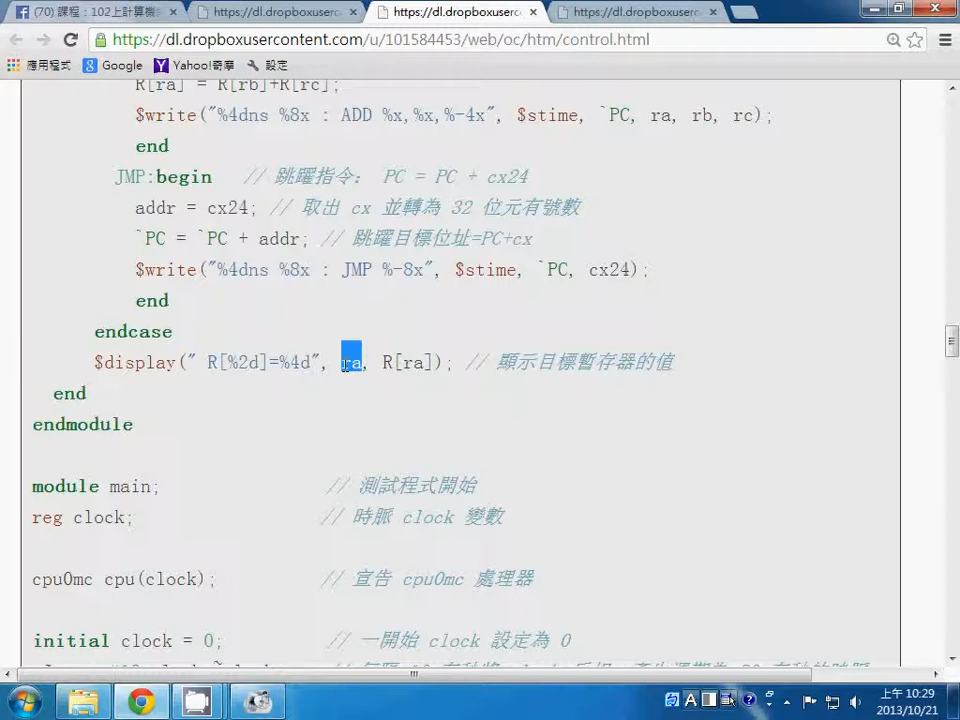 (70) 課程：102上計算機
https://dl.dropboxuserc
https://dl.dropboxuserco
https://dl.dropboxuserco
https://dl.dropboxusercontent.com/u/101584453/web/oc/htm/control.html
應用程式 Google Yahoo!奇摩 設定
R[ra] = R[rb]+R[rc];
$write("%4dns %8x : ADD %x,%x,%-4x", $stime, `PC, ra, rb, rc);
end
JMP:begin // 跳躍指令： PC = PC + cx24
addr = cx24; // 取出 cx 並轉為 32 位元有號數
`PC = `PC + addr; // 跳躍目標位址=PC+cx
$write("%4dns %8x : JMP %-8x", $stime, `PC, cx24);
end
endcase
$display(" R[%2d]=%4d", ra, R[ra]); // 顯示目標暫存器的值
end
endmodule
module main; // 測試程式開始
reg clock; // 時脈 clock 變數
cpu0mc cpu(clock); // 宣告 cpu0mc 處理器
initial clock = 0; // 一開始 clock 設定為 0
上午 10:29
2013/10/21